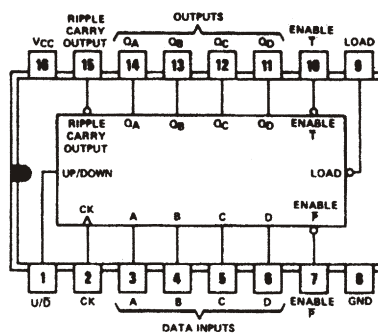 OUTPUTS
RIPPLE CARRY OUTPUT
VCC QA QB QC QD ENABLE T̅ LOAD
16 15 14 13 12 11 10 9
RIPPLE CARRY OUTPUT QA QB QC QD ENABLE T̅
UP/DOWN LOAD
CK A B C D ENABLE P̅
1 2 3 4 5 6 7 8
U/D̅ CK A B C D ENABLE P̅ GND
DATA INPUTS